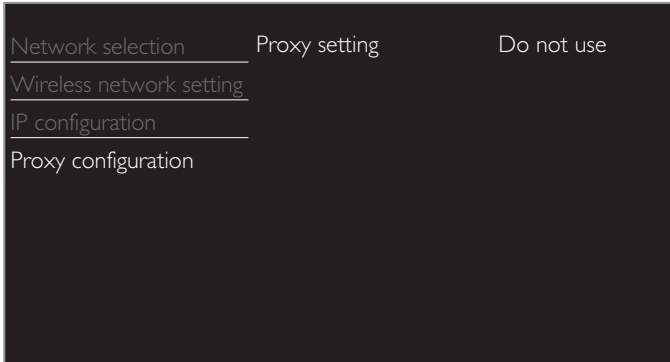 Network selection
Proxy setting
Do not use
Wireless network setting
IP configuration
Proxy configuration